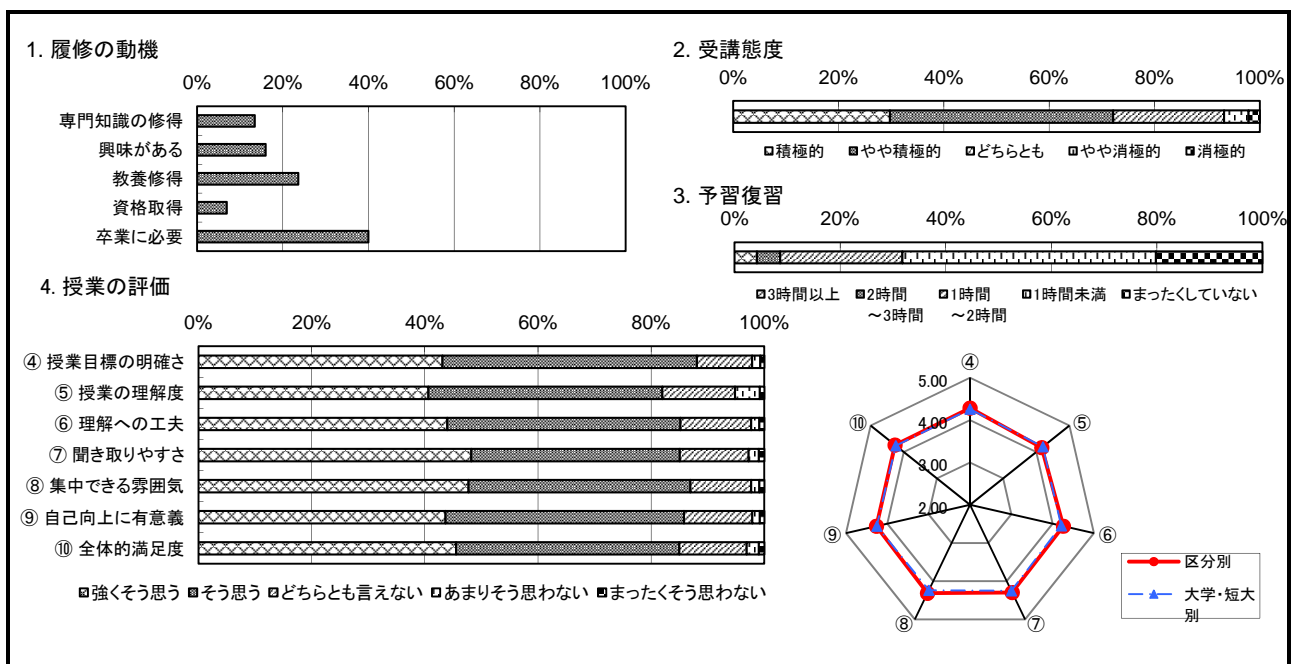 1. 履修の動機
0% 20% 40% 60% 80% 100%
専門知識の修得
興味がある
教養修得
資格取得
卒業に必要
2. 受講態度
0% 20% 40% 60% 80% 100%
積極的 やや積極的 どちらとも やや消極的 消極的
3. 予習復習
0% 20% 40% 60% 80% 100%
3時間以上 2時間 1時間 1時間未満 まったくしていない
～3時間 ～2時間
4. 授業の評価
0% 20% 40% 60% 80% 100%
④ 授業目標の明確さ
⑤ 授業の理解度
⑥ 理解への工夫
⑦ 聞き取りやすさ
⑧ 集中できる雰囲気
⑨ 自己向上に有意義
⑩ 全体的満足度
強くそう思う そう思う どちらとも言えない あまりそう思わない まったくそう思わない
④
5.00
⑩ 4.00 ⑤
3.00
2.00
⑨ ⑥
⑧ ⑦
区分別
大学・短大
別